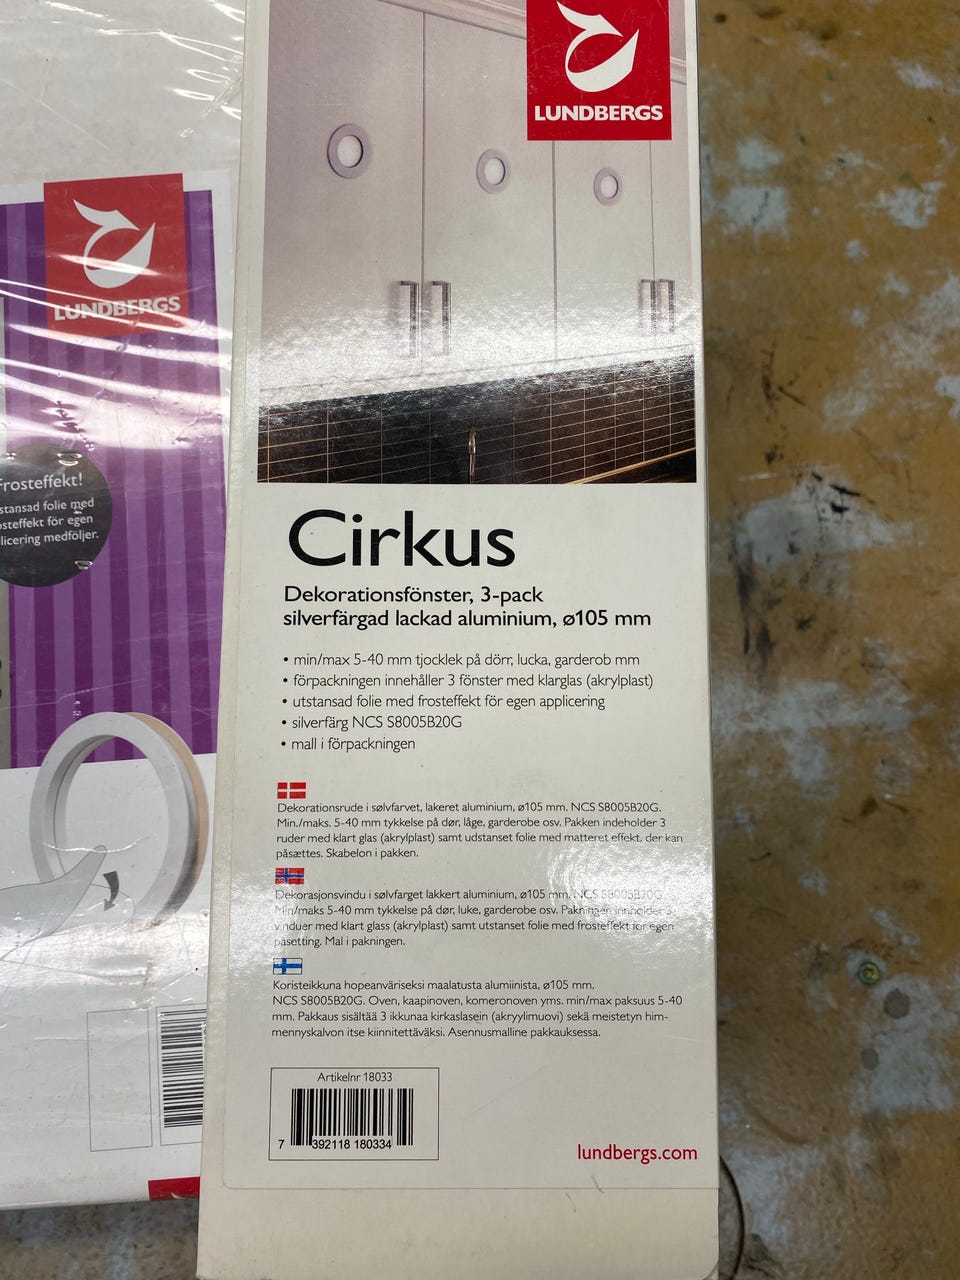 LUNDBERGS
LUNDBERGS
Frosteffekt!
stansad folie med
osteffekt för egen
licering medföljer.
Cirkus
Dekorationsfönster, 3-pack
silverfärgad lackad aluminium, ø105 mm
• min/max 5-40 mm tjocklek på dörr, lucka, garderob mm
• förpackningen innehåller 3 fönster med klarglas (akrylplast)
• utstansad folie med frosteffekt för egen applicering
• silverfärg NCS S8005B20G
• mall i förpackningen
Dekorationsrude i sølvfarvet, lakeret aluminium, ø105 mm. NCS S8005B20G.
Min./maks. 5-40 mm tykkelse på dør, låge, garderobe osv. Pakken indeholder 3
ruder med klart glas (akrylplast) samt udstanset folie med matteret effekt, der kan
påsættes. Skabelon i pakken.
Dekorasjonsvindu i sølvfarget lakkert aluminium, ø105 mm. NCS S8005B20G.
Min/maks 5-40 mm tykkelse på dør, luke, garderobe osv. Pakningen inneholder 3
vinduer med klart glass (akrylplast) samt utstanset folie med frosteffekt for egen
påsetting. Mal i pakningen.
Koristeikkuna hopeanväriseksi maalatusta alumiinista, ø105 mm.
NCS S8005B20G. Oven, kaapinoven, komeronoven yms. min/max paksuus 5-40
mm. Pakkaus sisältää 3 ikkunaa kirkaslasein (akryylimuovi) sekä meistetyn him-
mennyskalvon itse kiinnitettäväksi. Asennusmalline pakkauksessa.
Artikelnr 18033
7 392118 180334
lundbergs.com